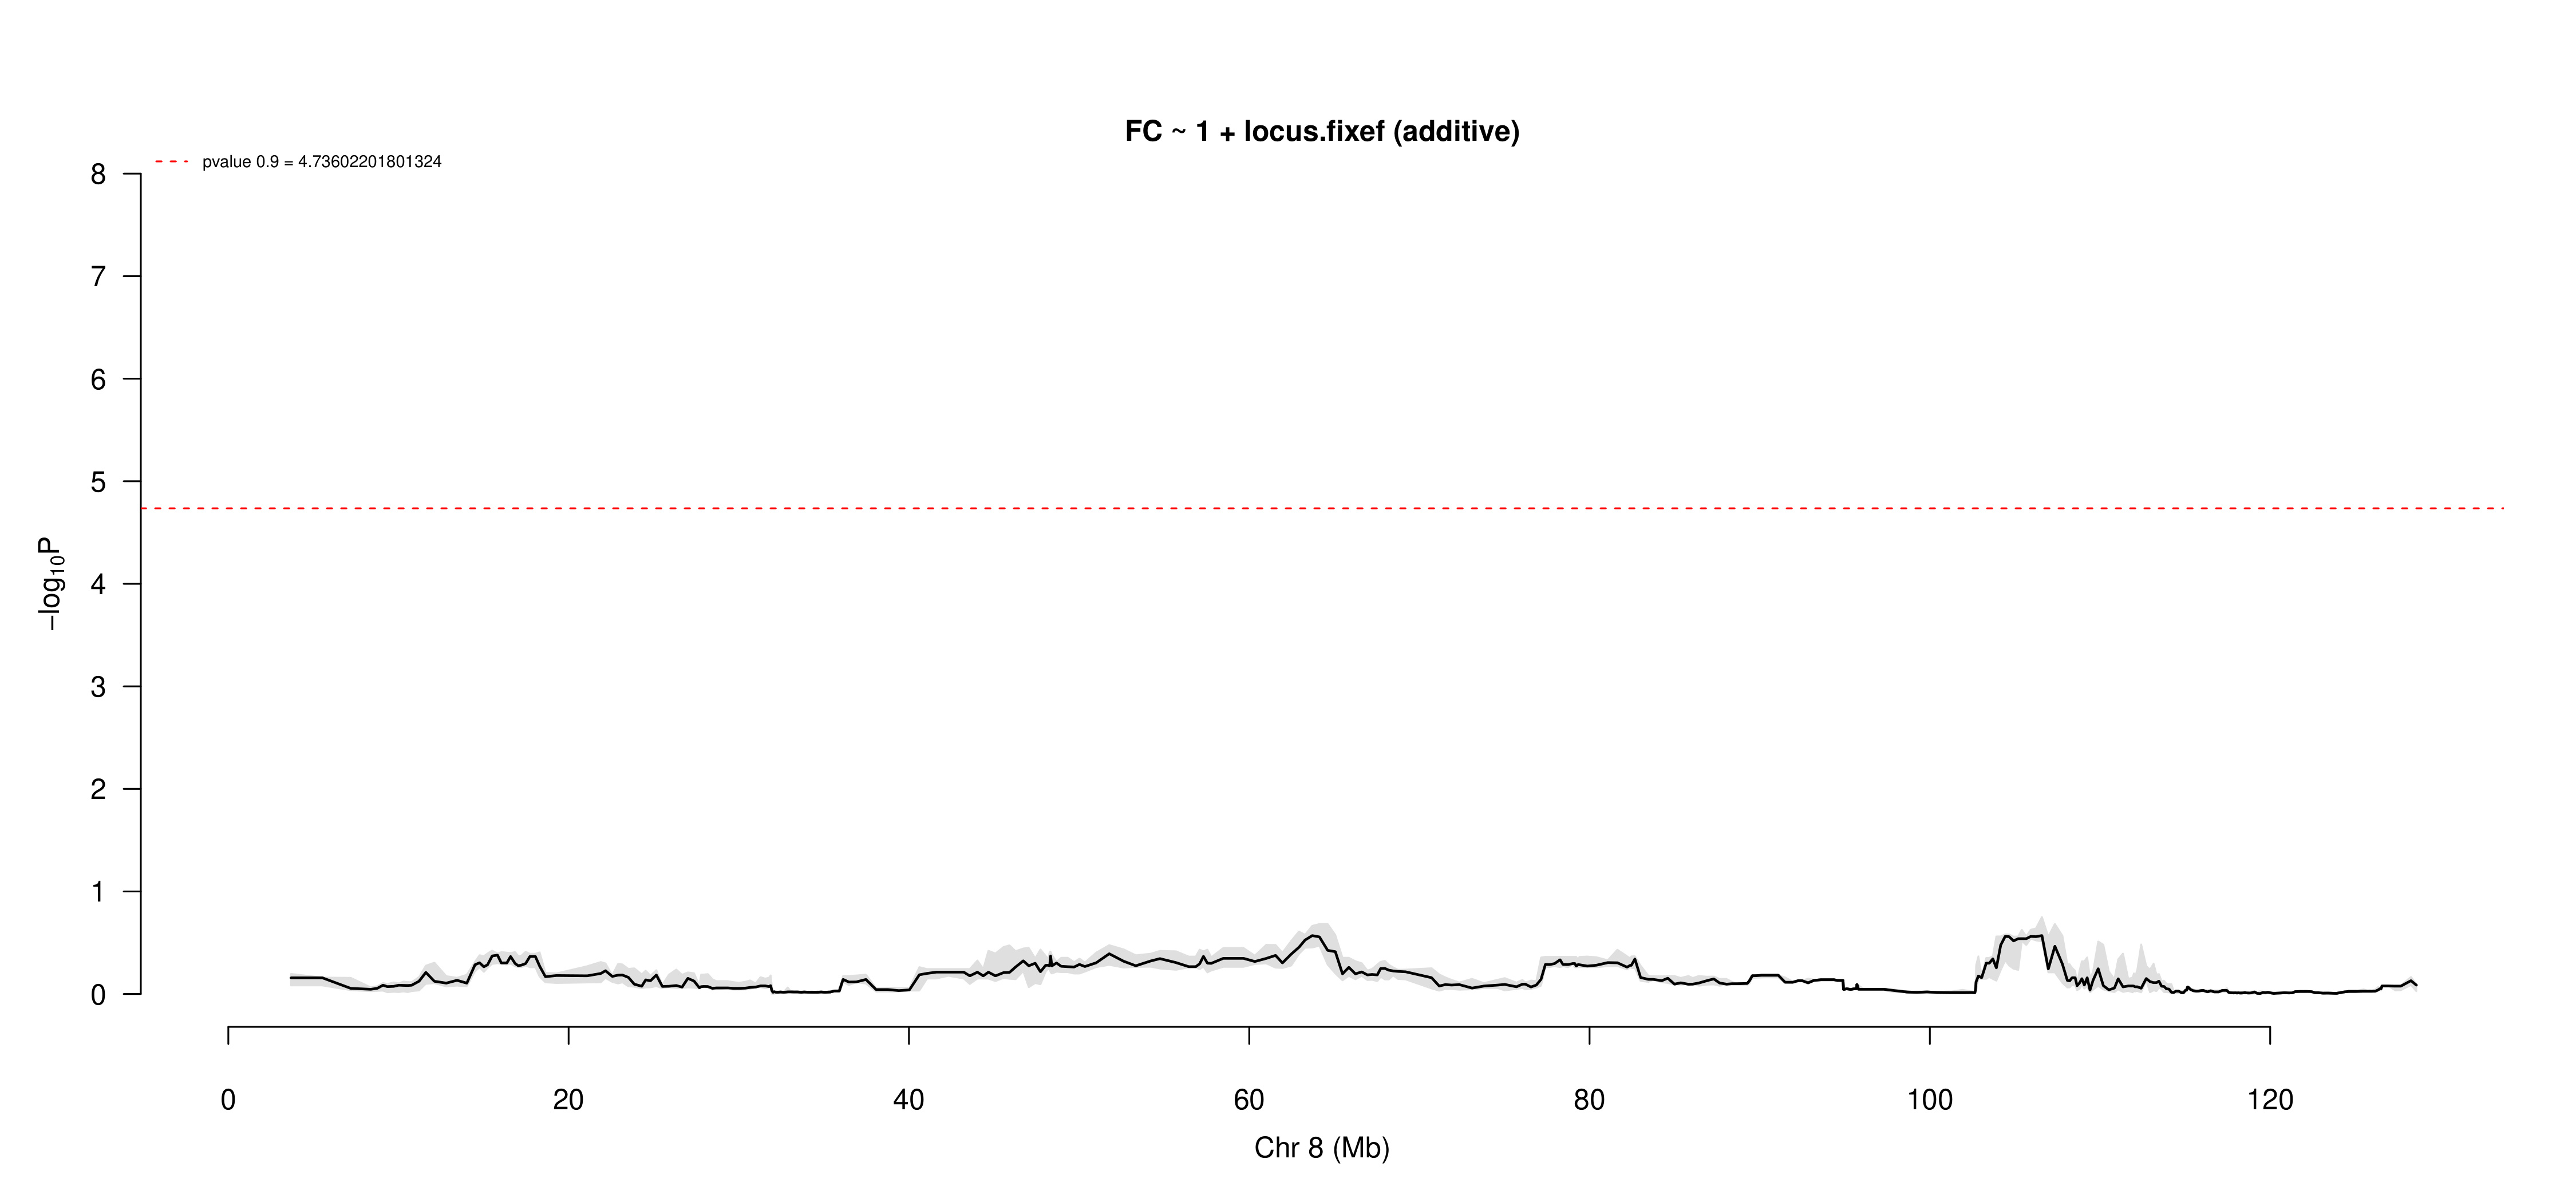 FC ~ 1 + locus.fixef (additive)
pvalue 0.9 = 4.73602201801324
8
7
6
5
4
3
2
1
0
−log10P
0 20 40 60 80 100 120
Chr 8 (Mb)